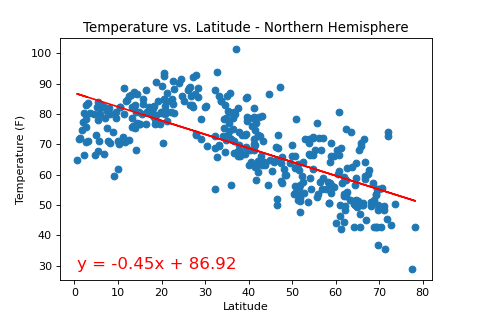 Temperature vs. Latitude - Northern Hemisphere
Temperature (F)
100
90
80
70
60
50
40
30
y = -0.45x + 86.92
0 10 20 30 40 50 60 70 80
Latitude